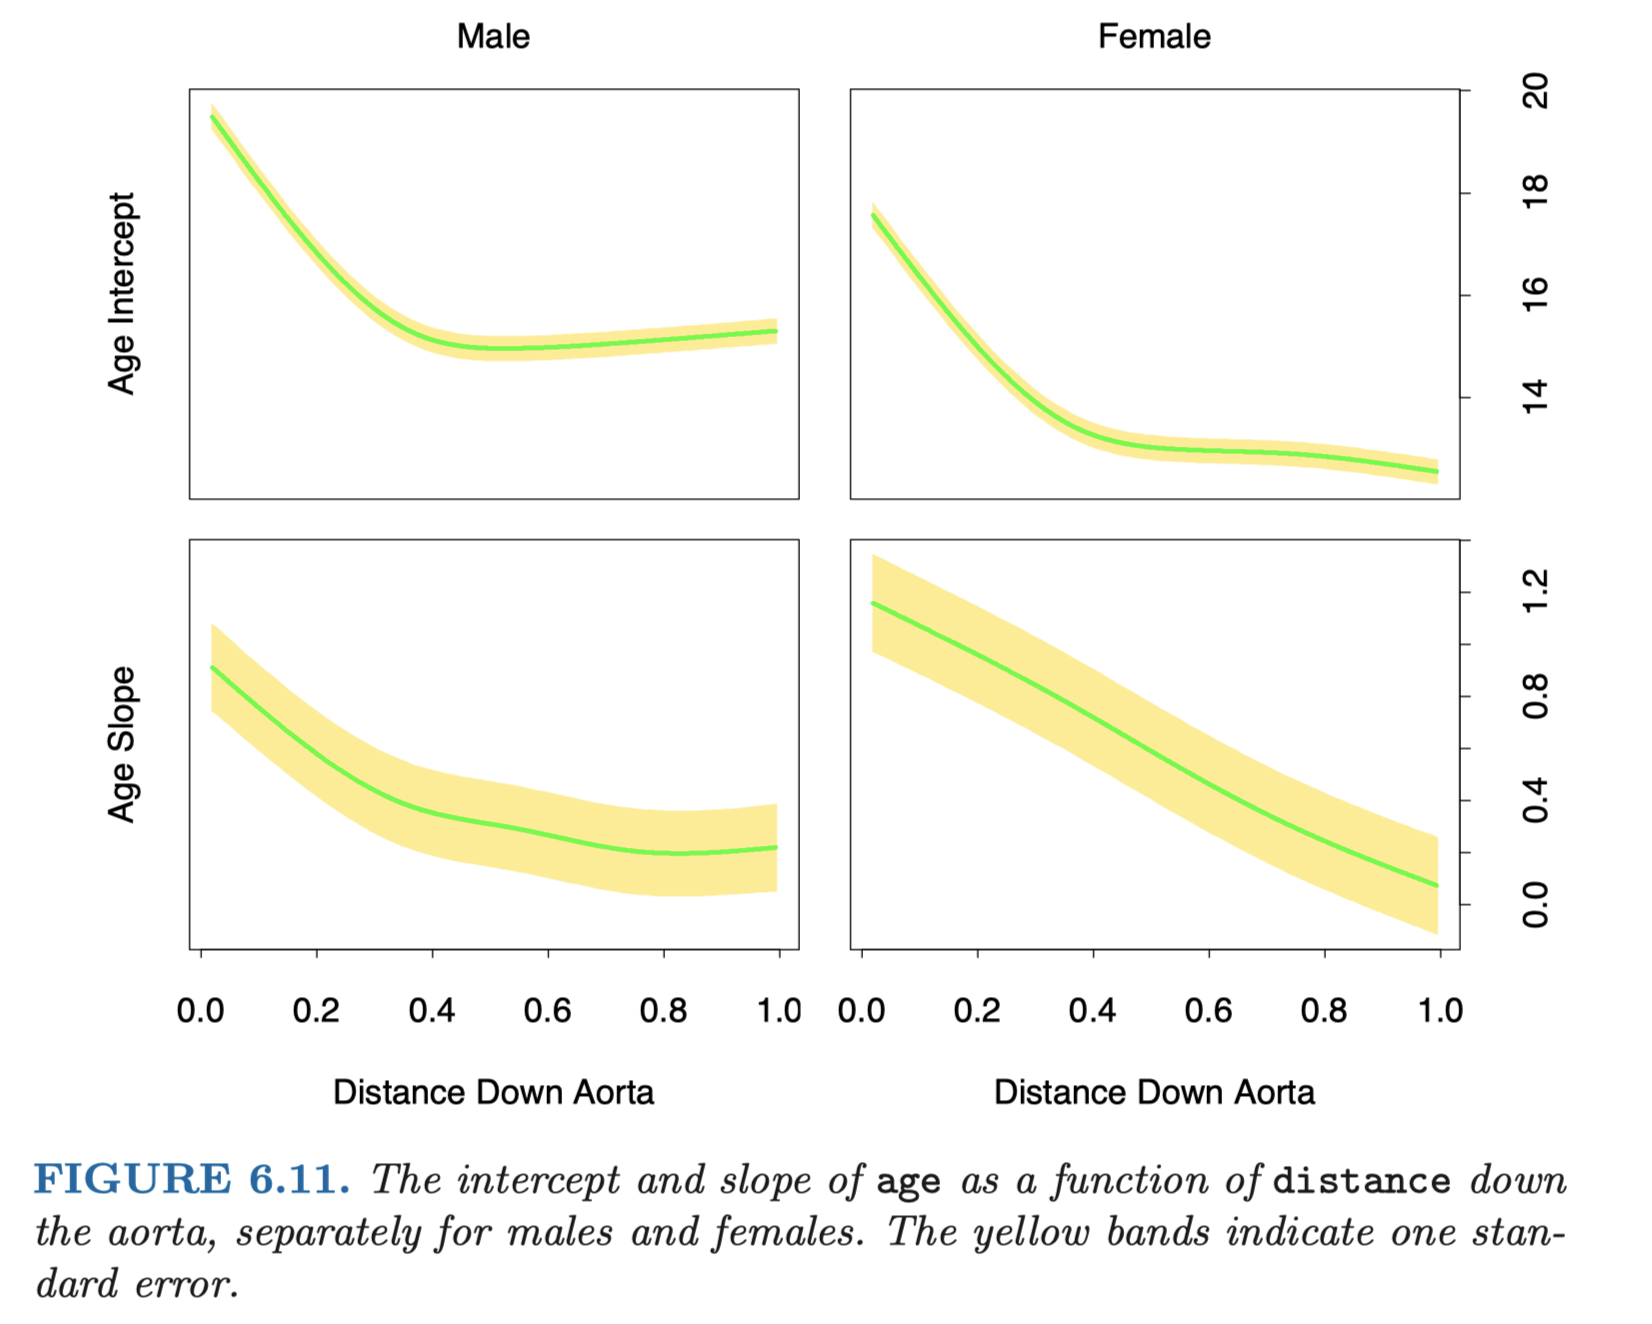 Male
Female
Age Intercept
20
18
16
14
Age Slope
1.2
0.8
0.4
0.0
0.0 0.2 0.4 0.6 0.8 1.0
0.0 0.2 0.4 0.6 0.8 1.0
Distance Down Aorta
Distance Down Aorta
FIGURE 6.11. The intercept and slope of age as a function of distance down
the aorta, separately for males and females. The yellow bands indicate one stan-
dard error.